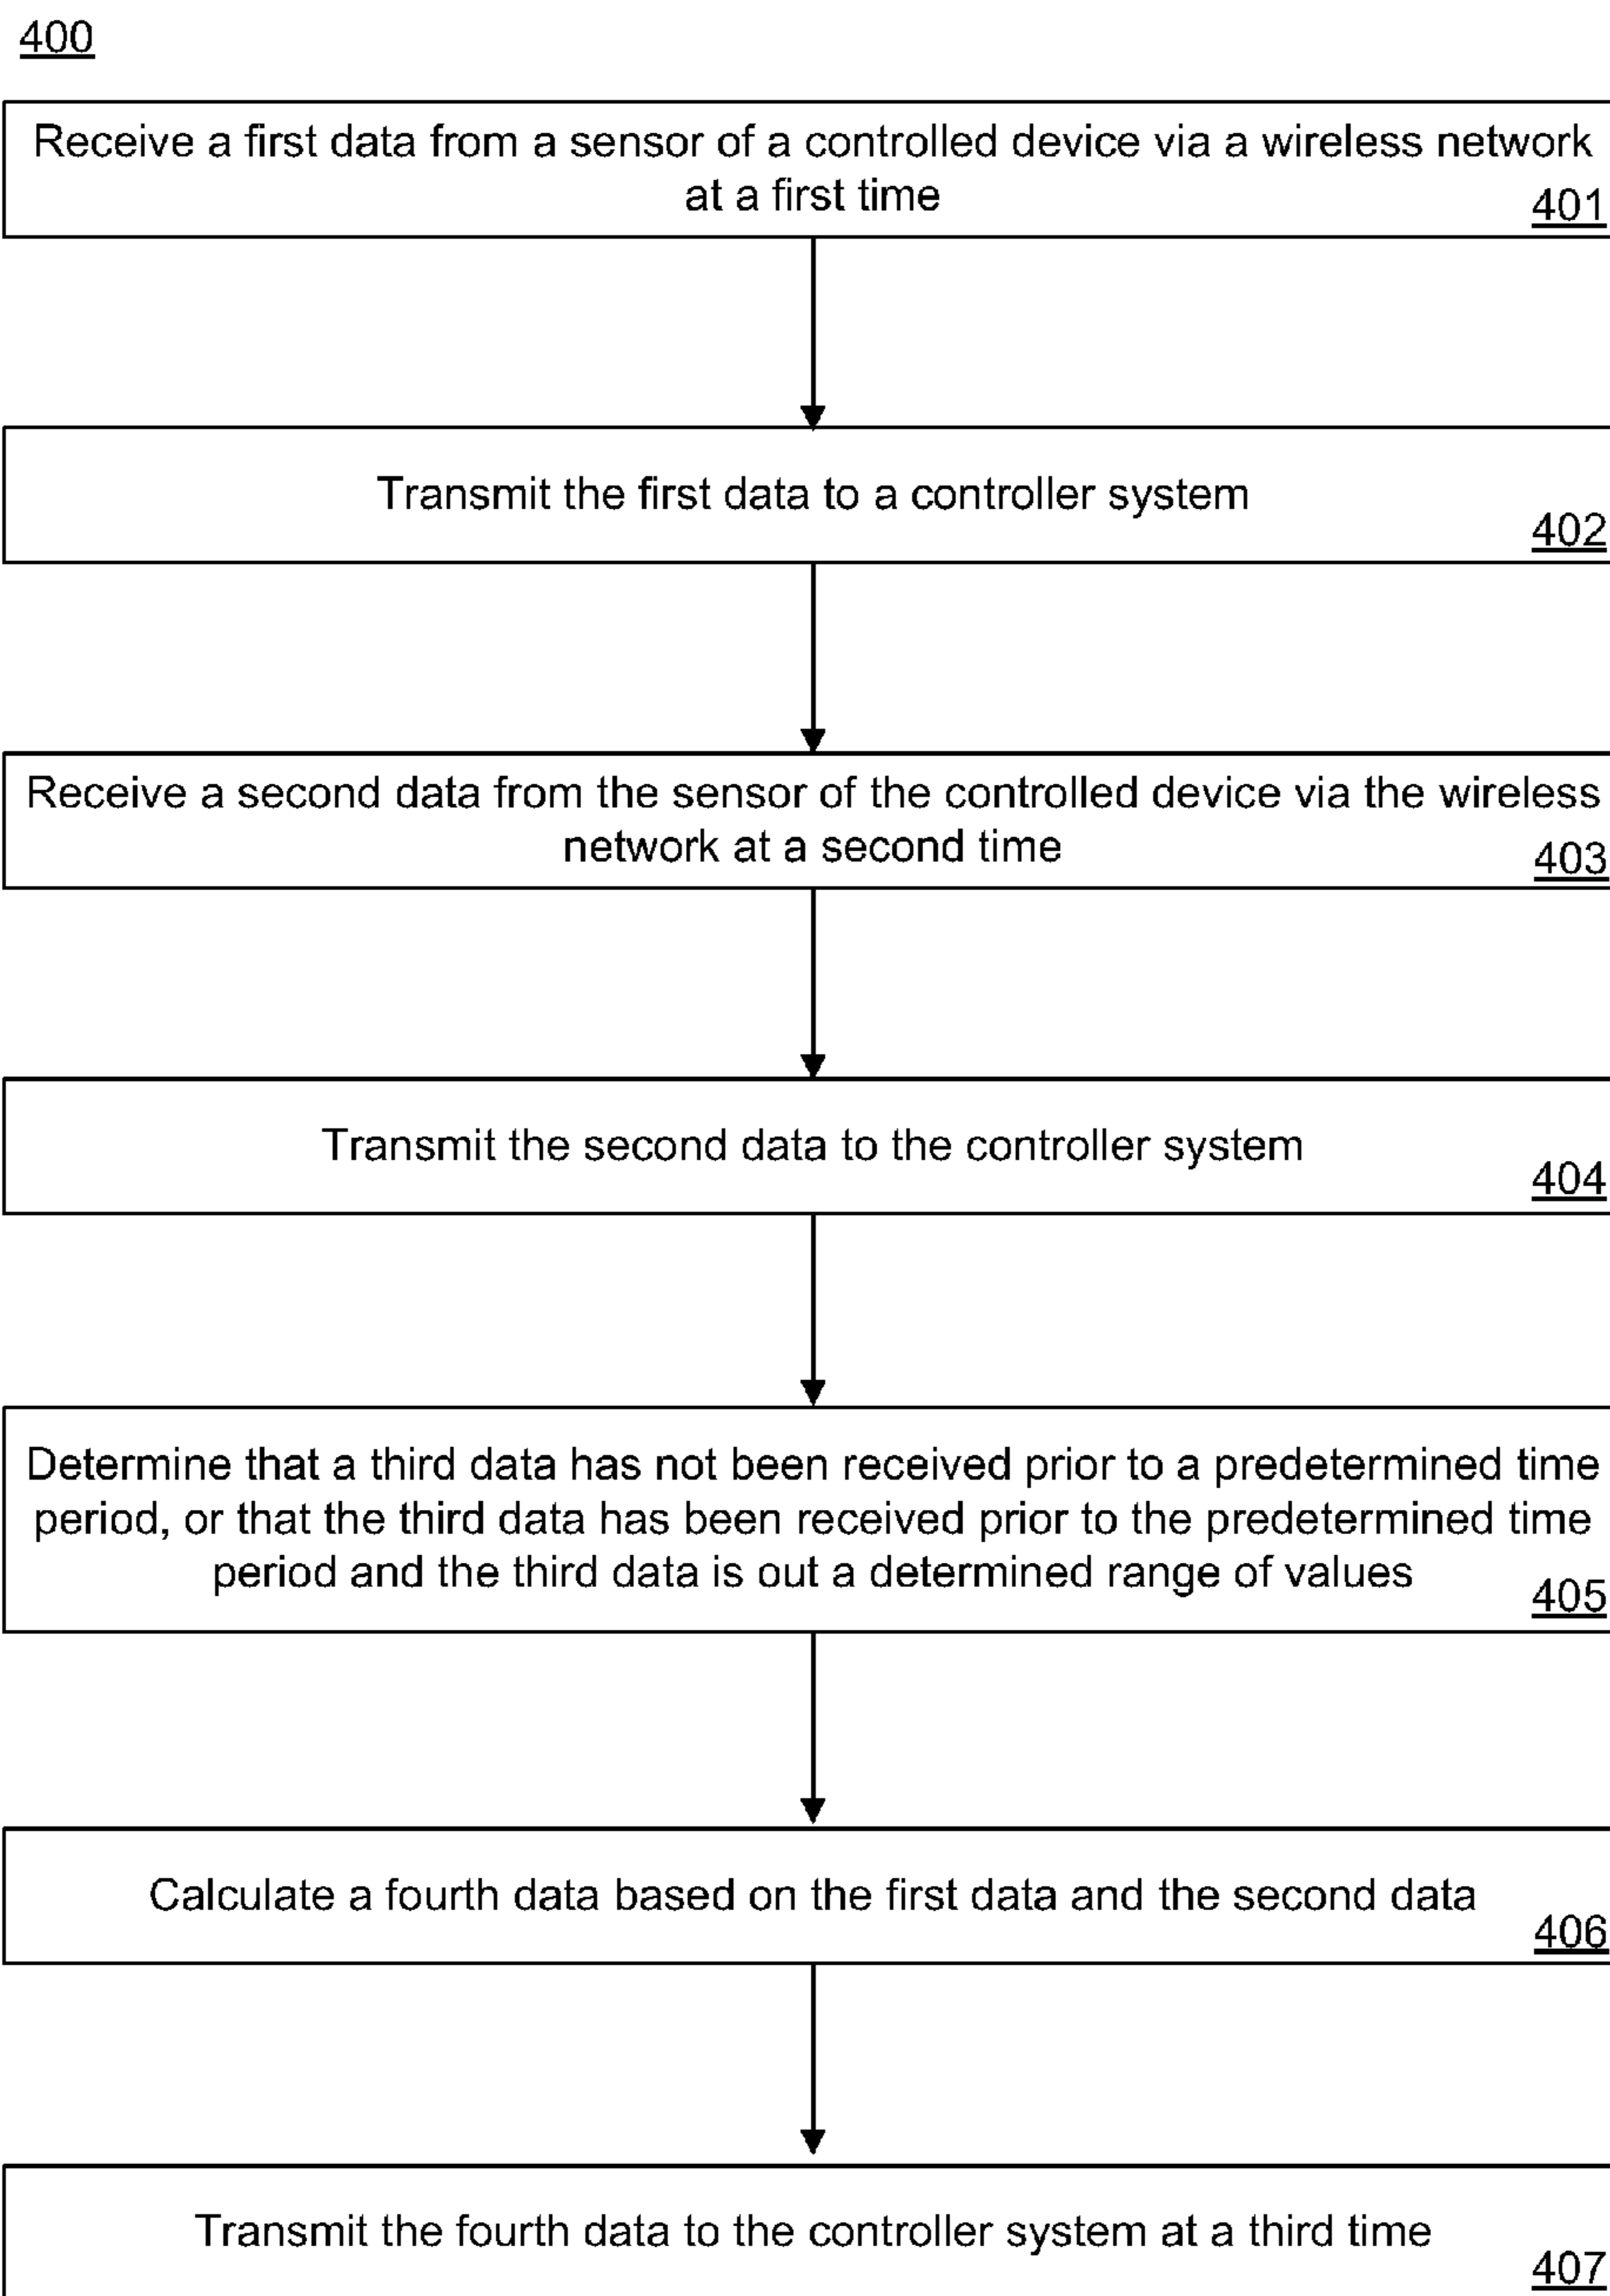 400
Receive a first data from a sensor of a controlled device via a wireless network
at a first time
401
Transmit the first data to a controller system
402
Receive a second data from the sensor of the controlled device via the wireless
network at a second time
403
Transmit the second data to the controller system
404
Determine that a third data has not been received prior to a predetermined time
period, or that the third data has been received prior to the predetermined time
period and the third data is out a determined range of values
405
Calculate a fourth data based on the first data and the second data
406
Transmit the fourth data to the controller system at a third time
407